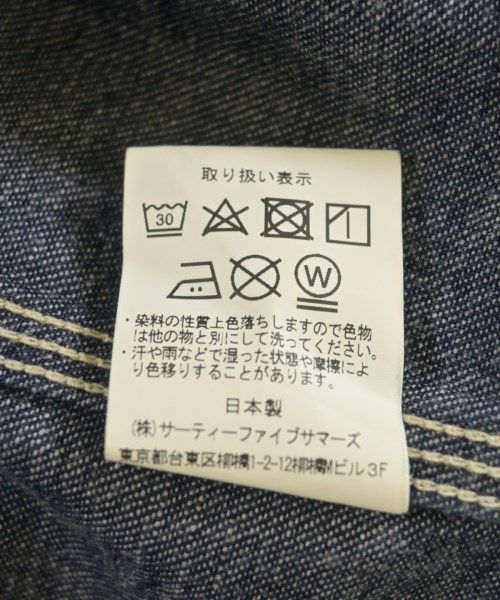 取り扱い表示
30
W
・染料の性質上色落ちしますので色物
は他の物と別にして洗ってください。
・汗や雨などで湿った状態や摩擦によ
り色移りすることがあります。
日本製
(株)サーティーファイブサマーズ
東京都台東区柳橋1-2-12柳橋Mビル3F